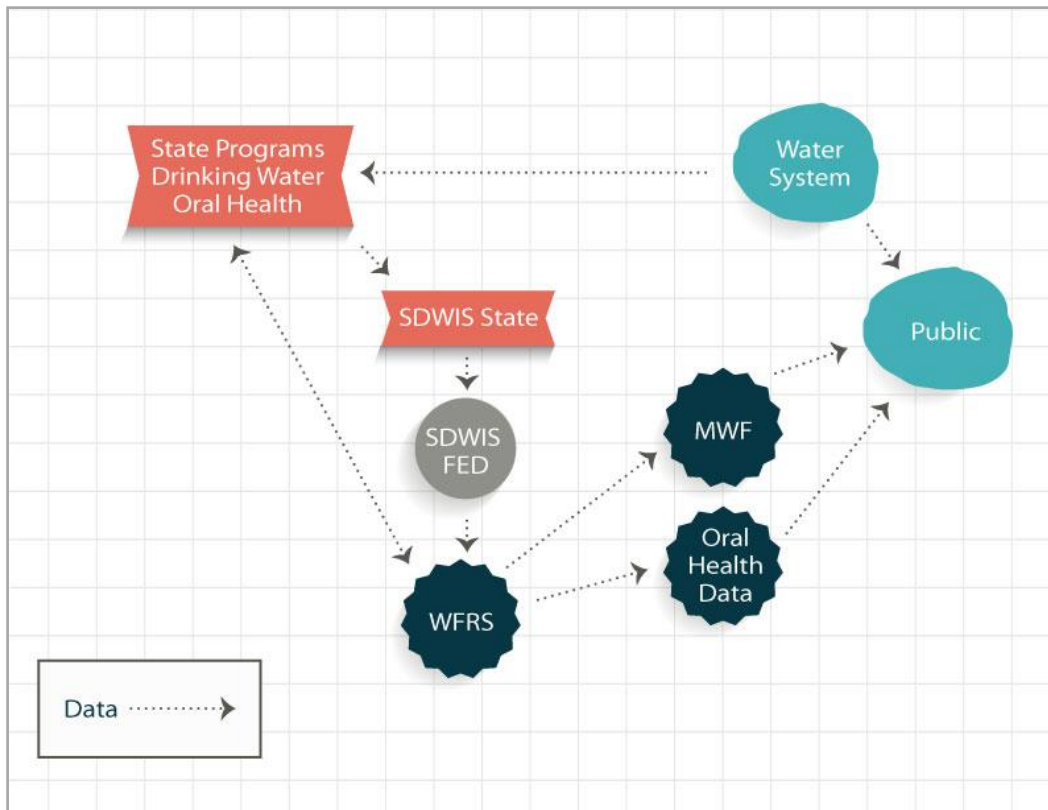 State Programs
Drinking Water
Oral Health
Water
System
SDWIS State
Public
SDWIS
FED
MWF
Oral
Health
Data
WFRS
Data